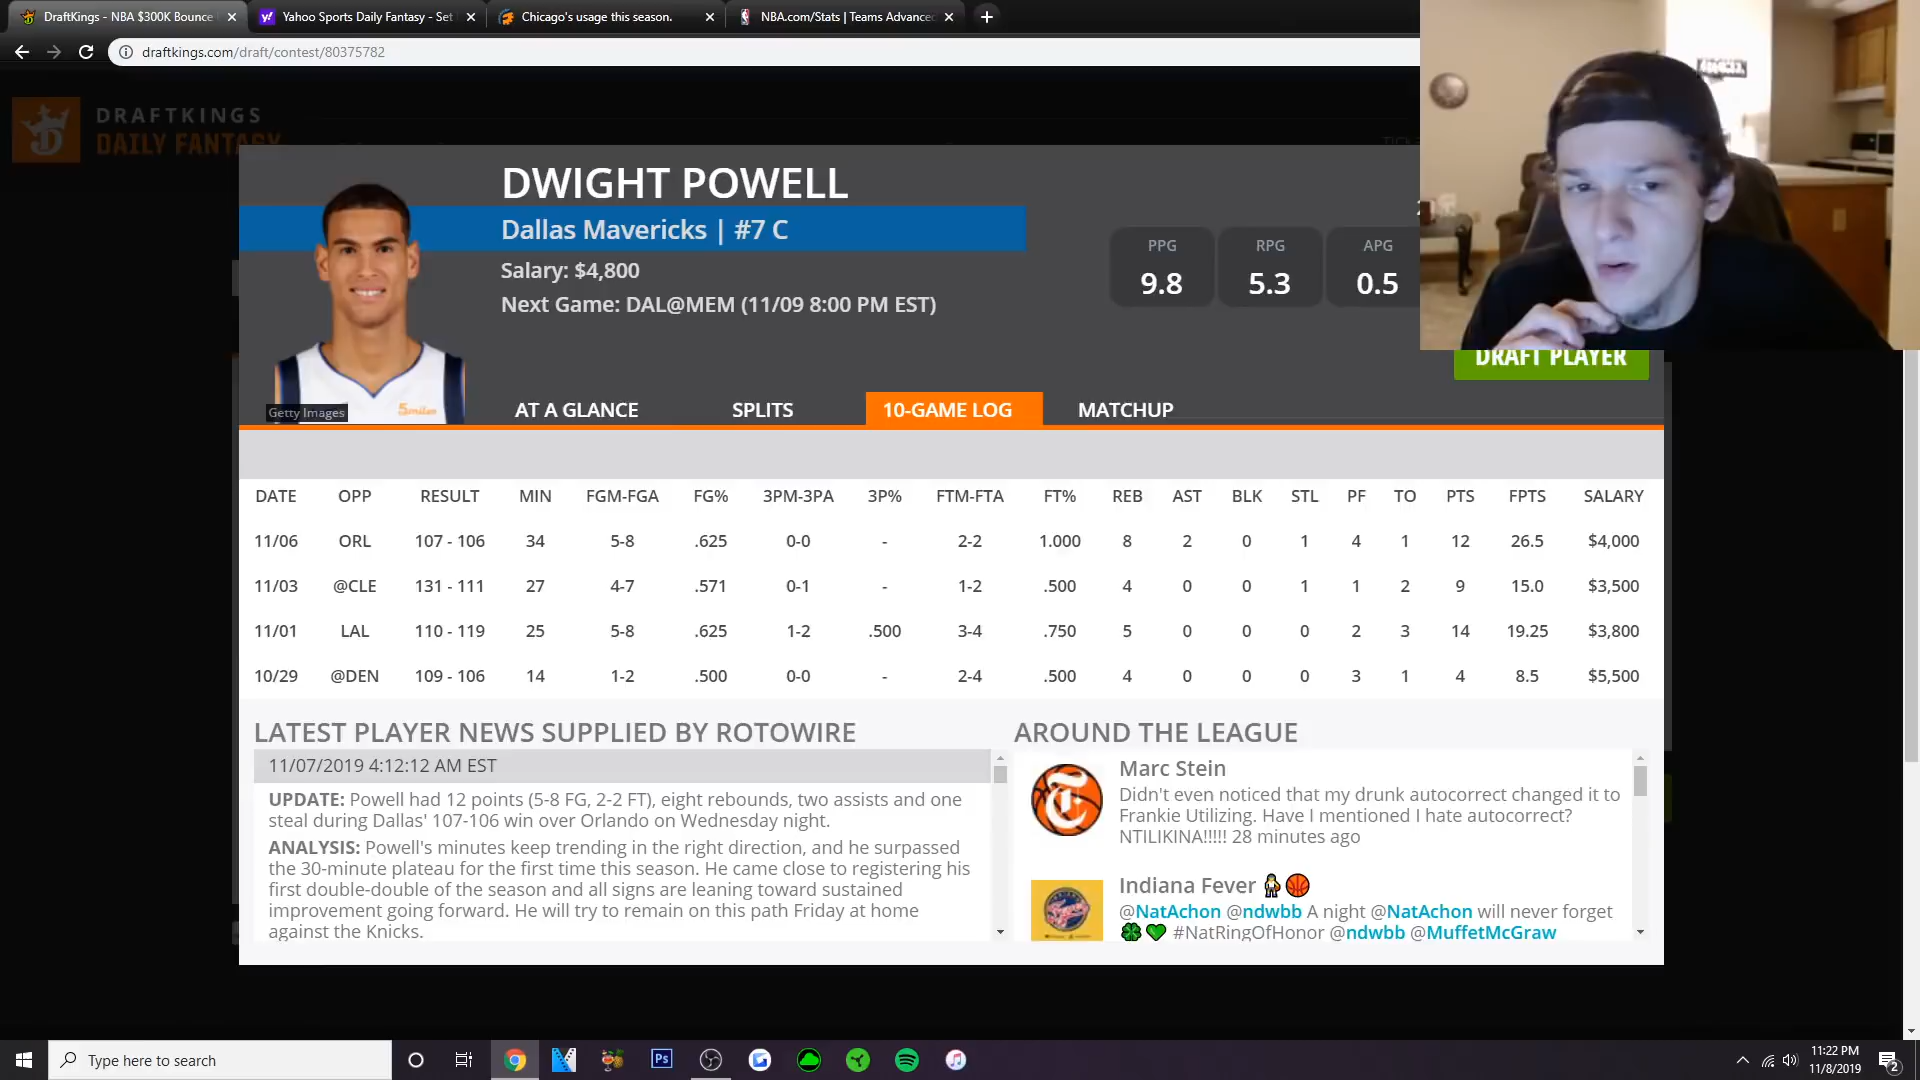 DraftKings - NBA $300K Bounce
Yahoo Sports Daily Fantasy - Set
Chicago's usage this season.
NBA.com/Stats | Teams Advanced
draftkings.com/draft/contest/80375782
DRAFTKINGS
DAILY FANTASY
DWIGHT POWELL
Dallas Mavericks | #7 C
Salary: $4,800
Next Game: DAL@MEM (11/09 8:00 PM EST)
PPG RPG APG
9.8 5.3 0.5
5miles
Getty Images
DRAFT PLAYER
AT A GLANCE SPLITS 10-GAME LOG MATCHUP
DATE OPP RESULT MIN FGM-FGA FG% 3PM-3PA 3P% FTM-FTA FT% REB AST BLK STL PF TO PTS FPTS SALARY
11/06 ORL 107 - 106 34 5-8 .625 0-0 - 2-2 1.000 8 2 0 1 4 1 12 26.5 $4,000
11/03 @CLE 131 - 111 27 4-7 .571 0-1 - 1-2 .500 4 0 0 1 1 2 9 15.0 $3,500
11/01 LAL 110 - 119 25 5-8 .625 1-2 .500 3-4 .750 5 0 0 0 2 3 14 19.25 $3,800
10/29 @DEN 109 - 106 14 1-2 .500 0-0 - 2-4 .500 4 0 0 0 3 1 4 8.5 $5,500
LATEST PLAYER NEWS SUPPLIED BY ROTOWIRE
11/07/2019 4:12:12 AM EST
UPDATE: Powell had 12 points (5-8 FG, 2-2 FT), eight rebounds, two assists and one
steal during Dallas' 107-106 win over Orlando on Wednesday night.
ANALYSIS: Powell's minutes keep trending in the right direction, and he surpassed
the 30-minute plateau for the first time this season. He came close to registering his
first double-double of the season and all signs are leaning toward sustained
improvement going forward. He will try to remain on this path Friday at home
against the Knicks.
AROUND THE LEAGUE
Marc Stein
Didn't even noticed that my drunk autocorrect changed it to
Frankie Utilizing. Have I mentioned I hate autocorrect?
NTILIKINA!!!!! 28 minutes ago
Indiana Fever
@NatAchon @ndwbb A night @NatAchon will never forget
#NatRingOfHonor @ndwbb @MuffetMcGraw
Type here to search
Ps
11:22 PM
11/8/2019
2